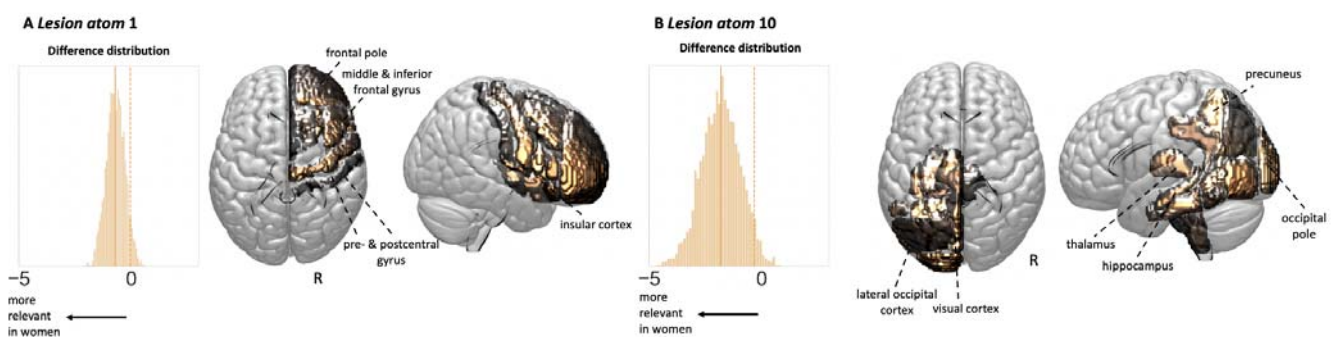 A Lesion atom 1
Difference distribution
frontal pole
middle & inferior
frontal gyrus
insular cortex
pre- & postcentral
gyrus
−5
0
R
more
relevant
in women
B Lesion atom 10
Difference distribution
precuneus
occipital
pole
thalamus
hippocampus
R
lateral occipital
cortex
visual cortex
−5
0
more
relevant
in women